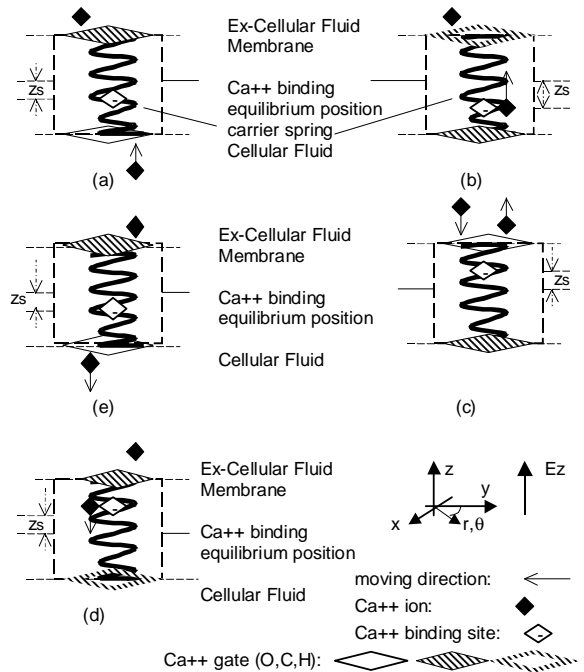 Ex-Cellular Fluid
Membrane
zs
Ca++ binding
equilibrium position
carrier spring
Cellular Fluid
zs
(a)
(b)
Ex-Cellular Fluid
Membrane
zs
Ca++ binding
equilibrium position
zs
Cellular Fluid
(e)
(c)
Ex-Cellular Fluid
Membrane
zs
Ca++ binding
equilibrium position
Cellular Fluid
(d)
z
Ez
y
x
r,θ
moving direction:
Ca++ ion:
Ca++ binding site:
Ca++ gate (O,C,H):